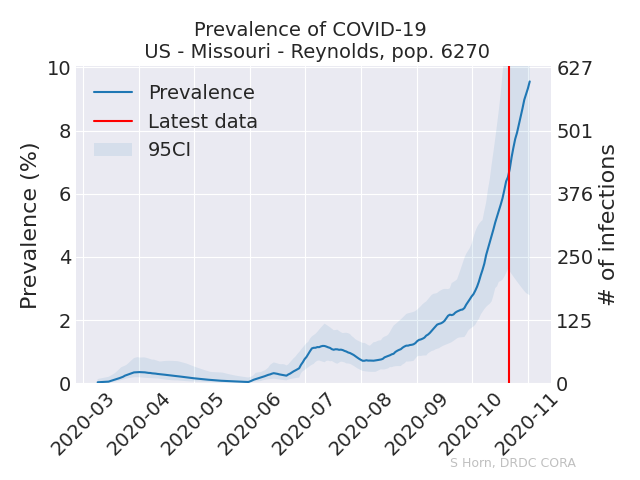 Prevalence of COVID-19
US - Missouri - Reynolds, pop. 6270
Prevalence
Latest data
95CI
Prevalence (%)
10
8
6
4
2
0
627
501
376
250
125
0
# of infections
2020-03
2020-04
2020-05
2020-06
2020-07
2020-08
2020-09
2020-10
2020-11
S Horn, DRDC CORA